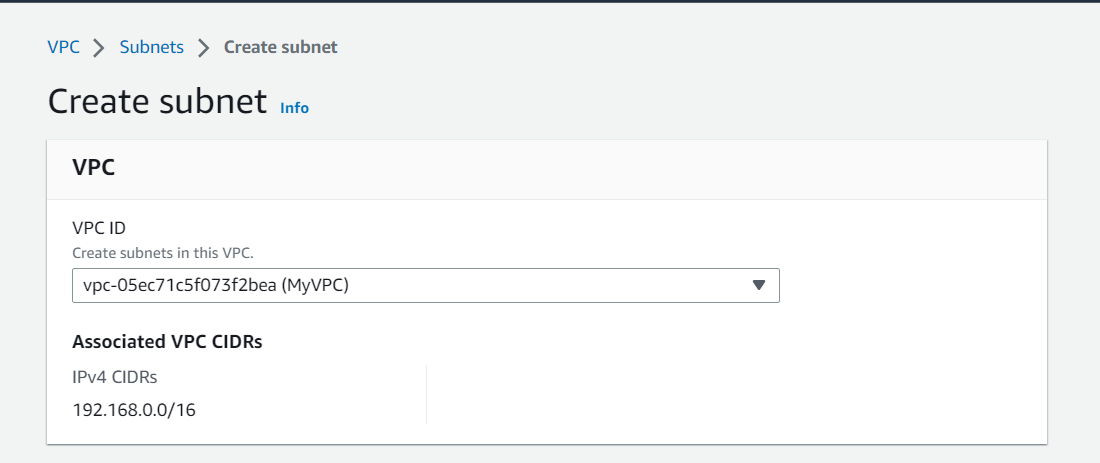 VPC > Subnets > Create subnet
Create subnet Info
VPC
VPC ID
Create subnets in this VPC.
vpc-05ec71c5f073f2bea (MyVPC)
Associated VPC CIDRs
IPv4 CIDRs
192.168.0.0/16